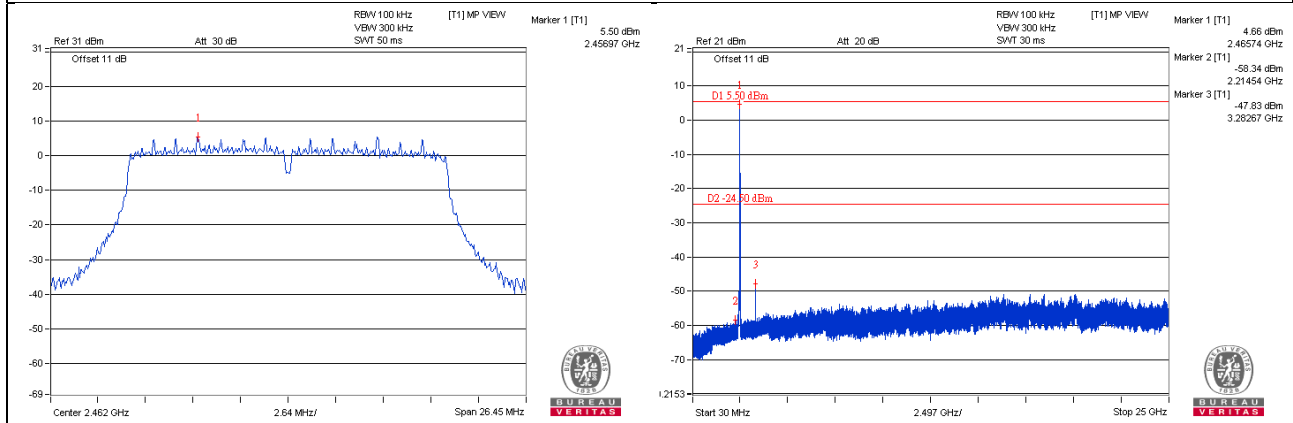 RBW 100 kHz [T1] MP VIEW
VBW 300 kHz
Ref 31 dBm Att 30 dB SWT 50 ms
Marker 1 [T1]
5.50 dBm
2.45697 GHz
31
Offset 11 dB
20
10
1
0
-10
-20
-30
-40
-50
-60
-69
Center 2.462 GHz 2.64 MHz/ Span 26.45 MHz
BUREAU VERITAS
1828
BUREAU
VERITAS
RBW 100 kHz [T1] MP VIEW
VBW 300 kHz
Ref 21 dBm Att 20 dB SWT 30 ms
Marker 1 [T1]
4.66 dBm
2.46574 GHz
Marker 2 [T1]
-58.34 dBm
2.21454 GHz
Marker 3 [T1]
-47.83 dBm
3.28267 GHz
21
Offset 11 dB
10
1
D1 5.50 dBm
0
-10
-20
D2 -24.50 dBm
-30
-40
3
-50
2
-60
-70
.2153
Start 30 MHz 2.497 GHz/ Stop 25 GHz
BUREAU VERITAS
1828
BUREAU
VERITAS